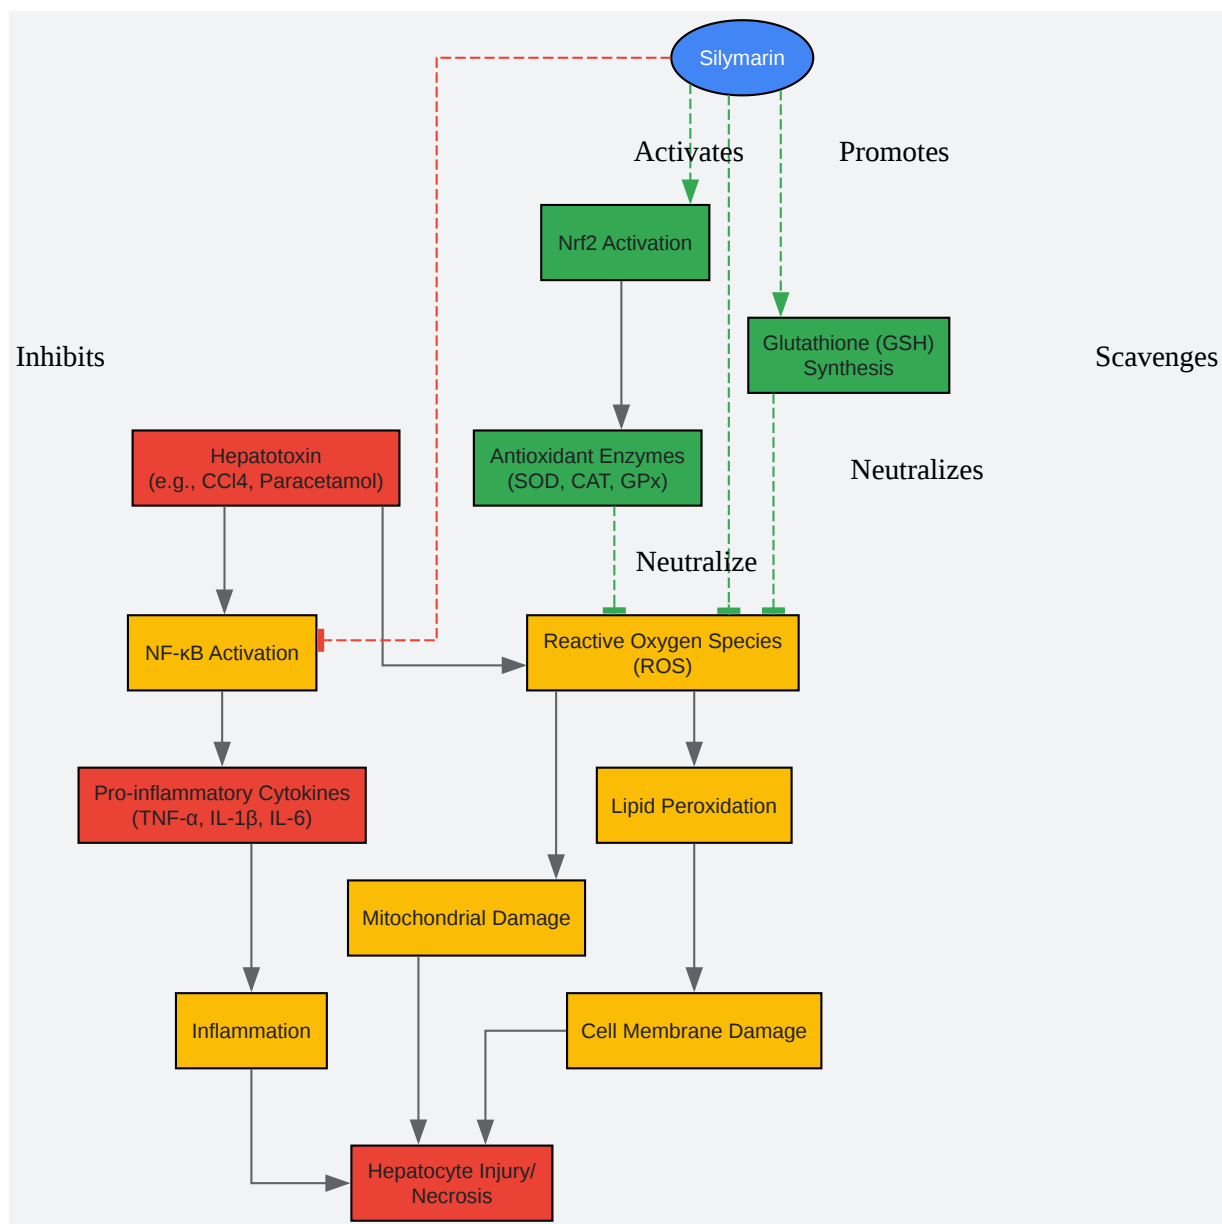 Silymarin
Activates
Promotes
Nrf2 Activation
Glutathione (GSH)
Synthesis
Inhibits
Scavenges
Hepatotoxin
(e.g., CCl4, Paracetamol)
Antioxidant Enzymes
(SOD, CAT, GPx)
Neutralizes
Neutralize
NF-κB Activation
Reactive Oxygen Species
(ROS)
Pro-inflammatory Cytokines
(TNF-α, IL-1β, IL-6)
Lipid Peroxidation
Mitochondrial Damage
Inflammation
Cell Membrane Damage
Hepatocyte Injury/
Necrosis